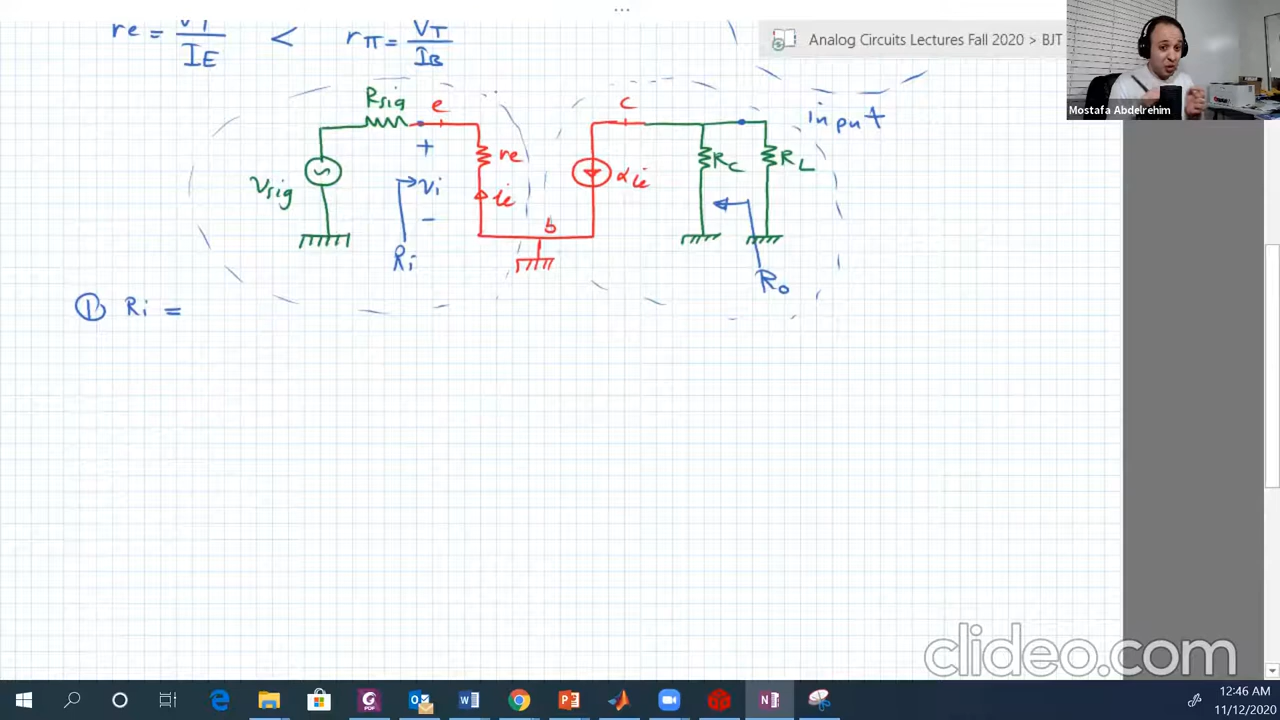 re = VT / IE < rπ = VT / IB
Analog Circuits Lectures Fall 2020 > BJT
Mostafa Abdelrehim
input
Rsig e c
+ re RC RL
Vsig vi ie αie
- b
Ri Ro
① Ri =
clideo.com
12:46 AM
11/12/2020